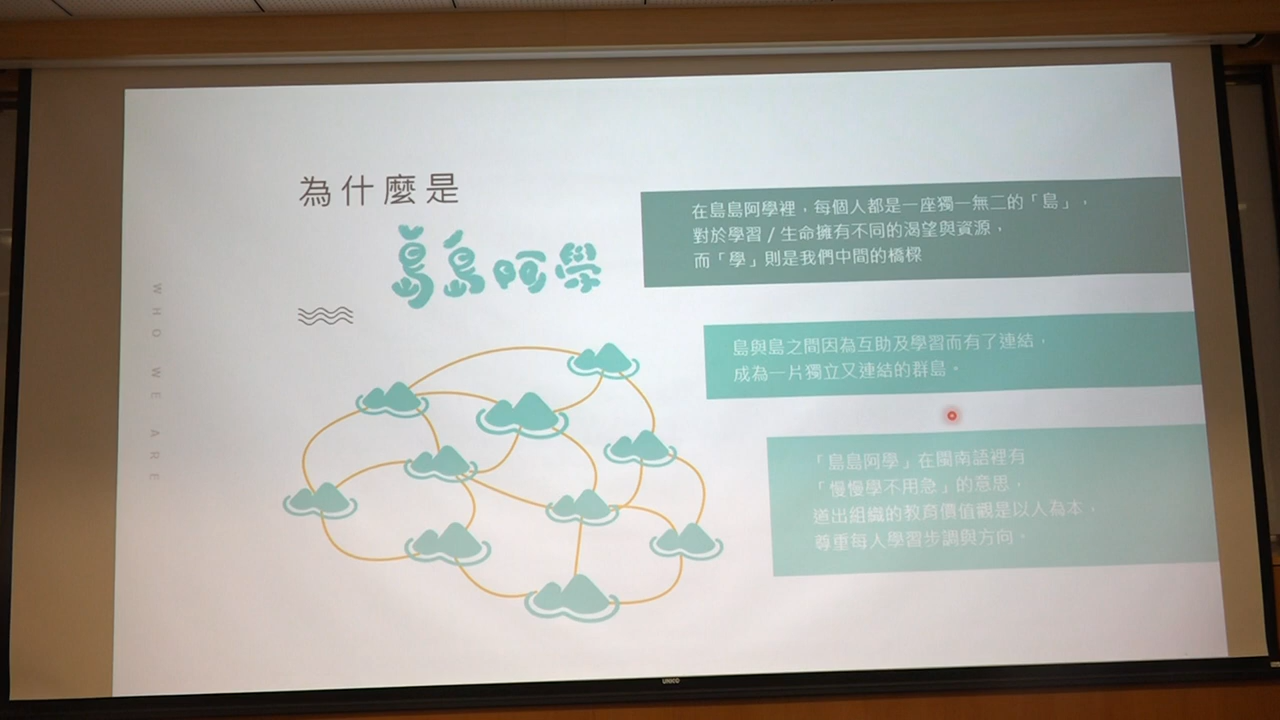 為什麼是
島島阿學
WHO WE ARE
在島島阿學裡，每個人都是一座獨一無二的「島」，
對於學習/生命擁有不同的渴望與資源，
而「學」則是我們中間的橋樑
島與島之間因為互助及學習而有了連結，
成為一片獨立又連結的群島。
「島島阿學」在閩南語裡有
「慢慢學不用急」的意思，
道出組織的教育價值觀是以人為本，
尊重每人學習步調與方向。
UNICO